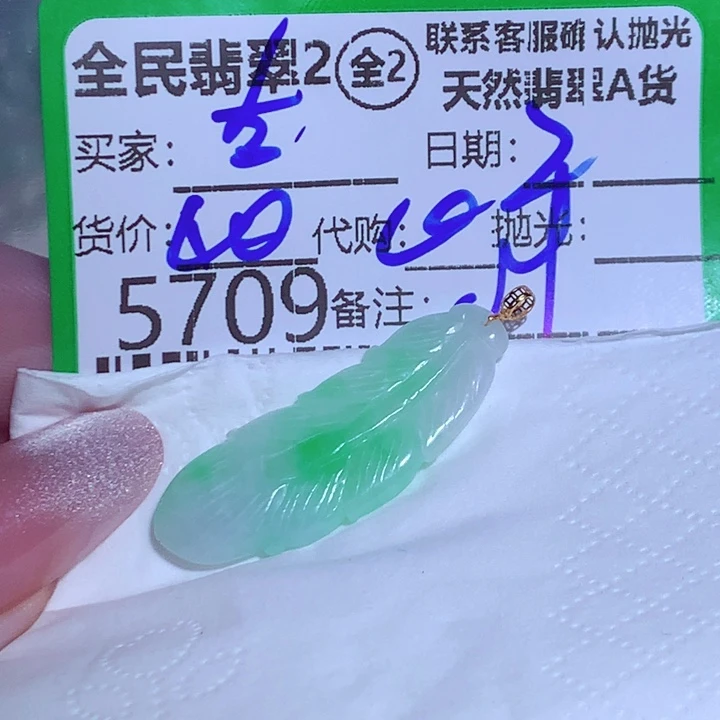 全民翡翠2 全2
联系客服确认抛光
天然翡翠A货
买家：左
日期：
货价： 代购： 抛光：
5709 备注：